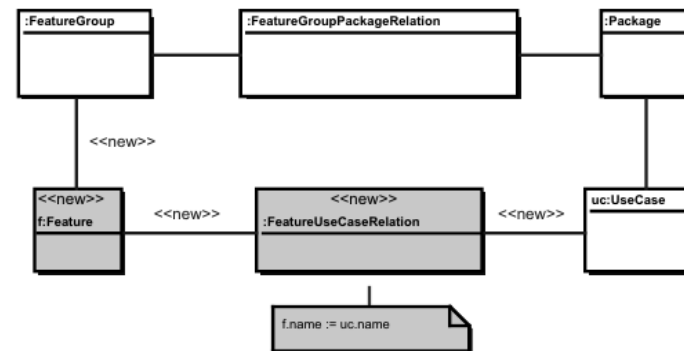 :FeatureGroup
:FeatureGroupPackageRelation
:Package
<<new>>
<<new>>
f:Feature
<<new>>
<<new>>
:FeatureUseCaseRelation
<<new>>
uc:UseCase
f.name := uc.name